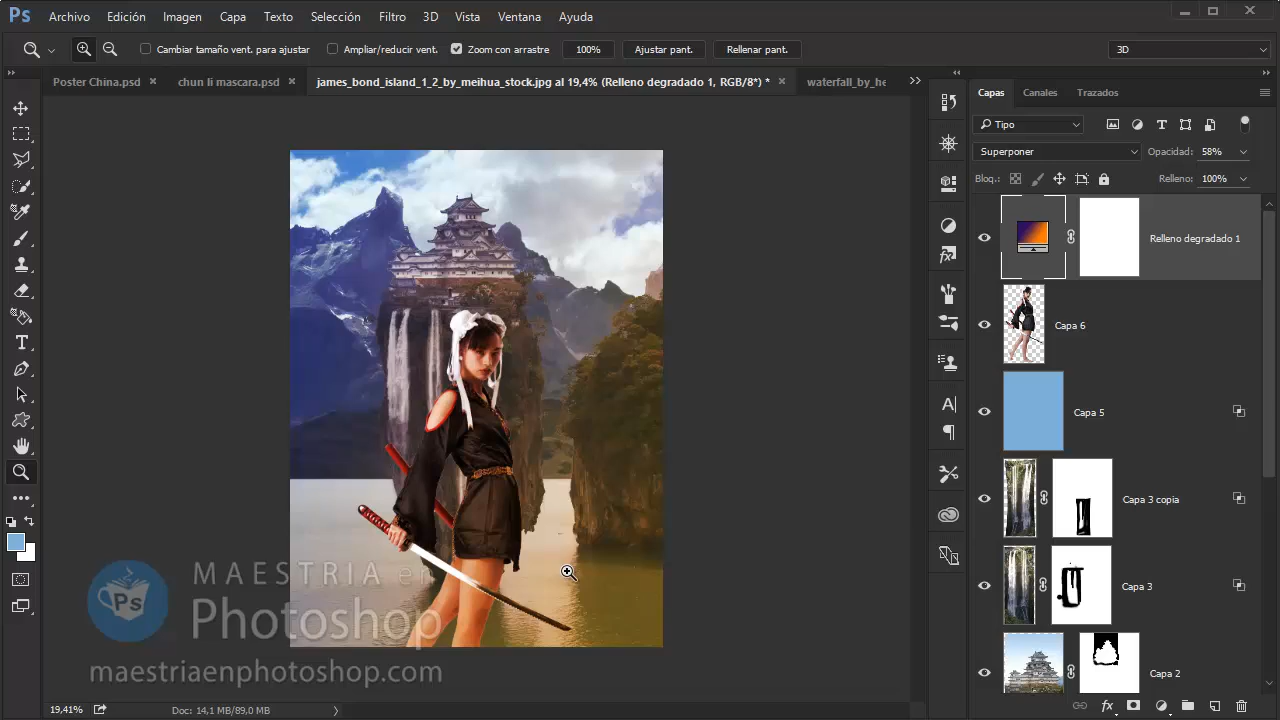 Ps Archivo Edición Imagen Capa Texto Selección Filtro 3D Vista Ventana Ayuda
Cambiar tamaño vent. para ajustar Ampliar/reducir vent. Zoom con arrastre 100% Ajustar pant. Rellenar pant. 3D
Poster China.psd chun li mascara.psd james_bond_island_1_2_by_meihua_stock.jpg al 19,4% (Relleno degradado 1, RGB/8*) * waterfall_by_he
Capas Canales Trazados
Tipo
Superponer Opacidad: 58%
Bloq.: Relleno: 100%
Relleno degradado 1
Capa 6
Capa 5
Capa 3 copia
Capa 3
Capa 2
MAESTRIA en
Ps Photoshop
maestriaenphotoshop.com
19,41% Doc: 14,1 MB/89,0 MB